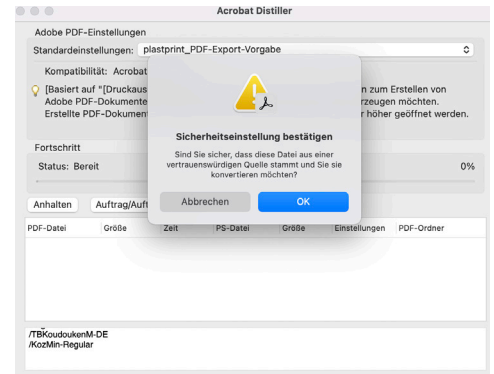 Acrobat Distiller
Adobe PDF-Einstellungen
Standardeinstellungen: plastprint_PDF-Export-Vorgabe
Kompatibilität: Acrobat
[Basiert auf "[Druckaus n zum Erstellen von
Adobe PDF-Dokumente rzeugen möchten.
Erstellte PDF-Dokumen r höher geöffnet werden.
Sicherheitseinstellung bestätigen
Sind Sie sicher, dass diese Datei aus einer
vertrauenswürdigen Quelle stammt und Sie sie
konvertieren möchten?
Abbrechen OK
Fortschritt
Status: Bereit 0%
Anhalten Auftrag/Auft
PDF-Datei Größe Zeit PS-Datei Größe Einstellungen PDF-Ordner
/TBKoudoukenM-DE
/KozMin-Regular